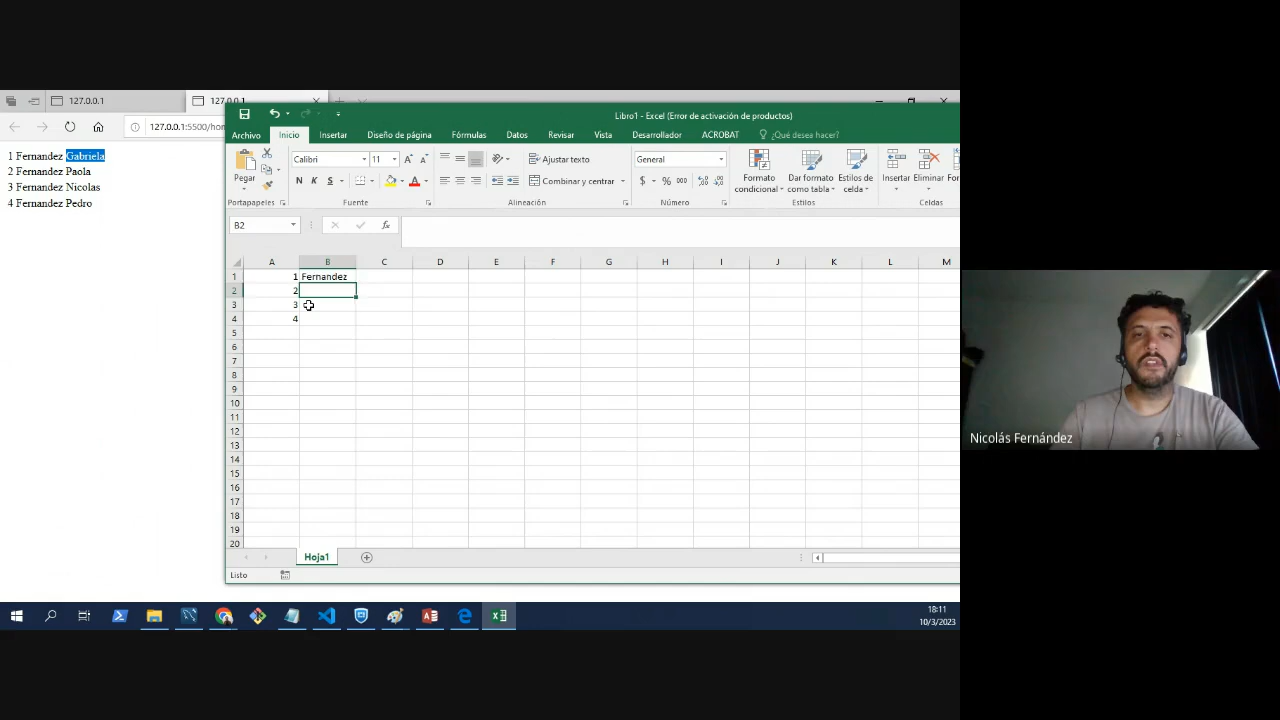 127.0.0.1
127.0.0.1
127.0.0.1:5500/hor
1 Fernandez Gabriela
2 Fernandez Paola
3 Fernandez Nicolas
4 Fernandez Pedro
Libro1 - Excel (Error de activación de productos)
Archivo Inicio Insertar Diseño de página Fórmulas Datos Revisar Vista Desarrollador ACROBAT ¿Qué desea hacer?
Pegar
Calibri 11
N K S
Ajustar texto
Combinar y centrar
General
$ % 000
Formato condicional
Dar formato como tabla
Estilos de celda
Insertar Eliminar
Portapapeles Fuente Alineación Número Estilos Celdas
B2 fx
A B C D E F G H I J K L M
1 1 Fernandez
2 2
3 3
4 4
5
6
7
8
9
10
11
12
13
14
15
16
17
18
19
20
Hoja1
Listo
18:11
10/3/2023
Nicolás Fernández